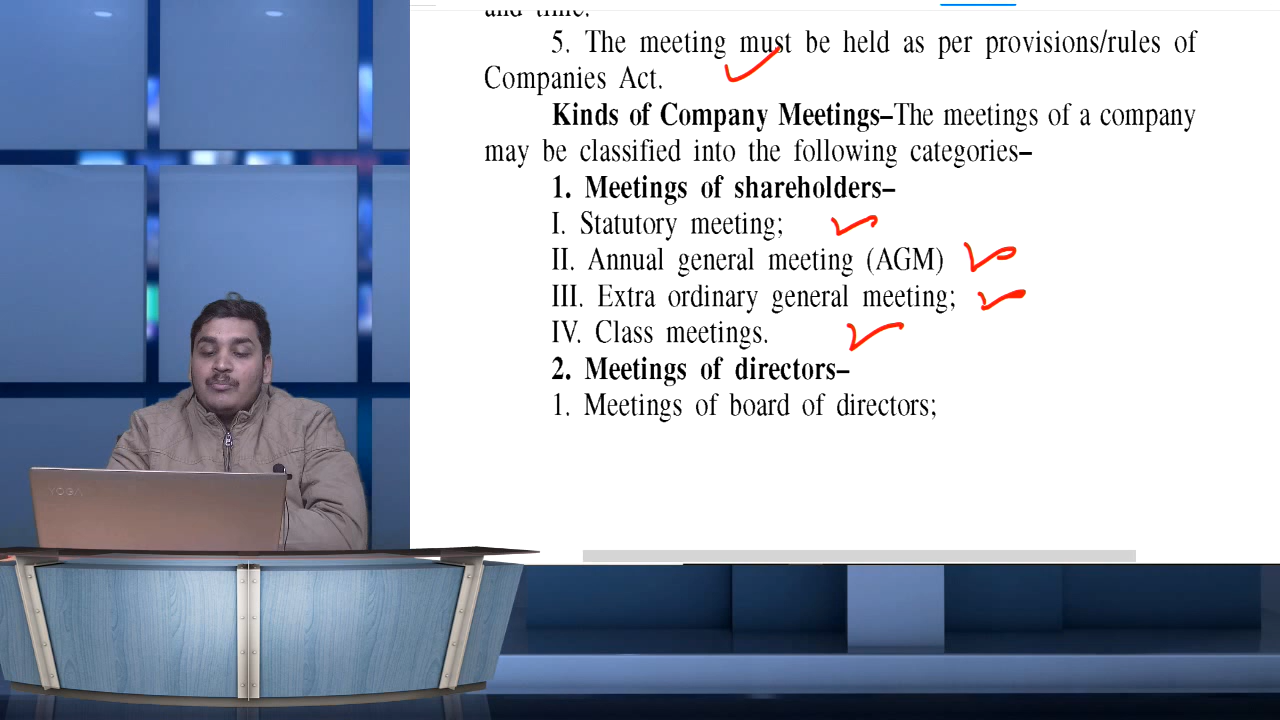 and time.
5. The meeting must be held as per provisions/rules of
Companies Act.
Kinds of Company Meetings–The meetings of a company
may be classified into the following categories–
1. Meetings of shareholders–
I. Statutory meeting;
II. Annual general meeting (AGM)
III. Extra ordinary general meeting;
IV. Class meetings.
2. Meetings of directors–
1. Meetings of board of directors;
YOGA